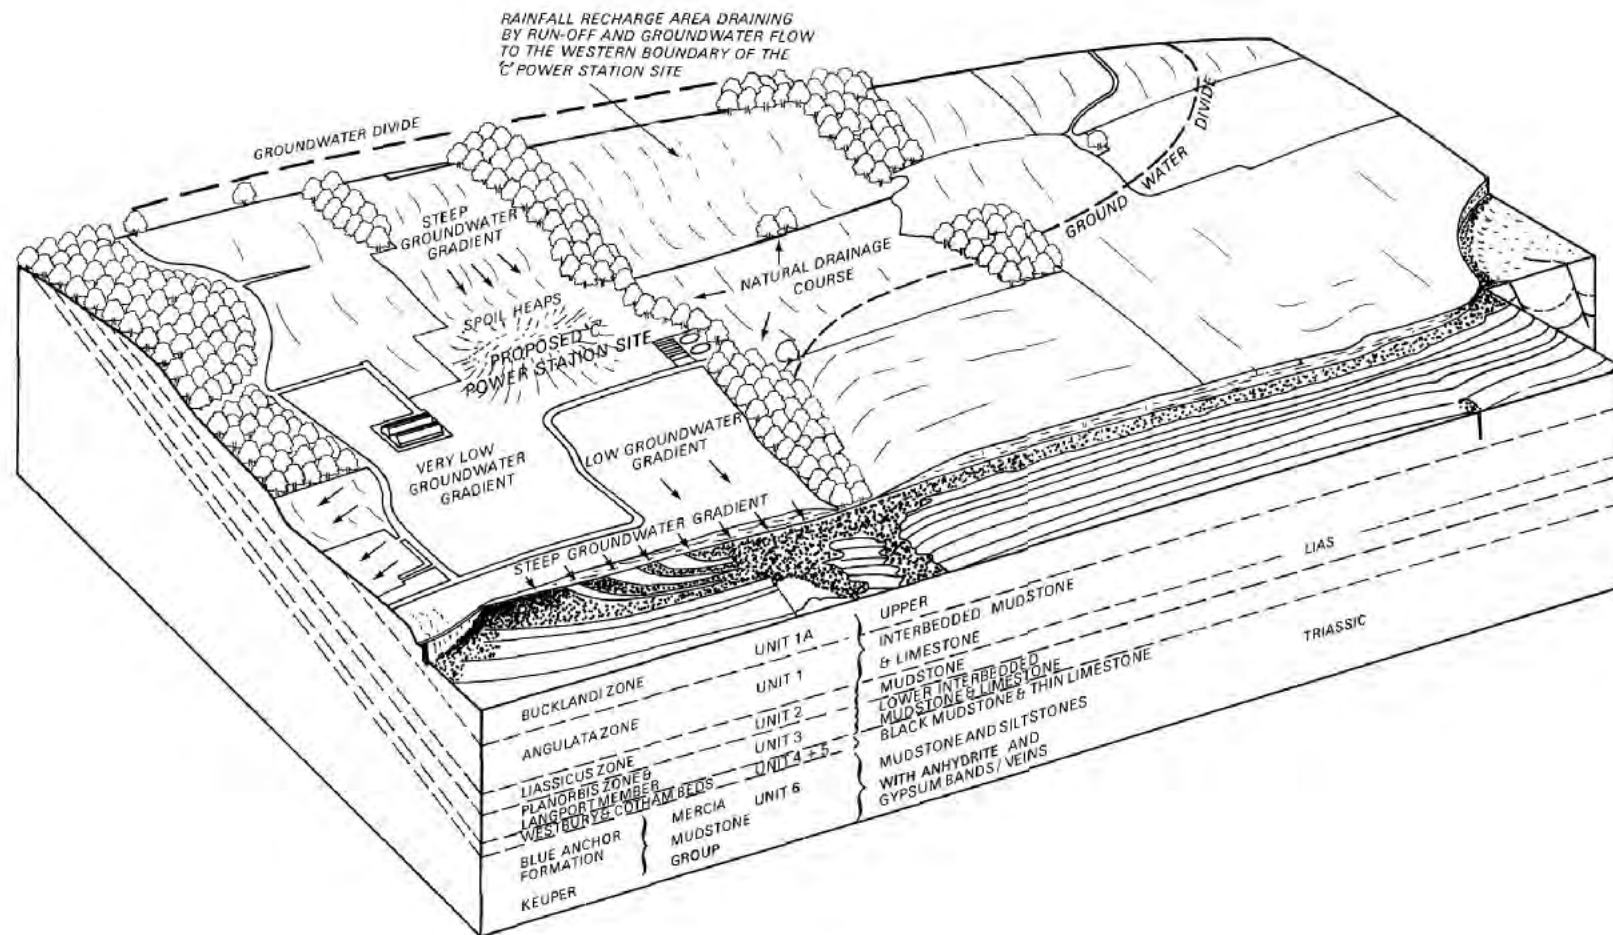 RAINFALL RECHARGE AREA DRAINING
BY RUN-OFF AND GROUNDWATER FLOW
TO THE WESTERN BOUNDARY OF THE
'C' POWER STATION SITE
GROUNDWATER DIVIDE
GROUND
WATER
DIVIDE
STEEP
GROUNDWATER
GRADIENT
NATURAL DRAINAGE
COURSE
SPOIL HEAPS
PROPOSED 'C'
POWER STATION SITE
VERY LOW
GROUNDWATER
GRADIENT
LOW GROUNDWATER
GRADIENT
STEEP GROUNDWATER GRADIENT
LIAS
TRIASSIC
BUCKLANDI ZONE
ANGULATA ZONE
LIASSICUS ZONE
PLANORBIS ZONE &
LANGPORT MEMBER
WESTBURY & COTHAM BEDS
BLUE ANCHOR
FORMATION
KEUPER
MERCIA
MUDSTONE
GROUP
UNIT 1A
UNIT 1
UNIT 2
UNIT 3
UNIT 4 + 5
UNIT 6
UPPER
INTERBEDDED MUDSTONE
& LIMESTONE
MUDSTONE
LOWER INTERBEDDED
MUDSTONE & LIMESTONE
BLACK MUDSTONE & THIN LIMESTONE
MUDSTONE AND SILTSTONES
WITH ANHYDRITE AND
GYPSUM BANDS / VEINS